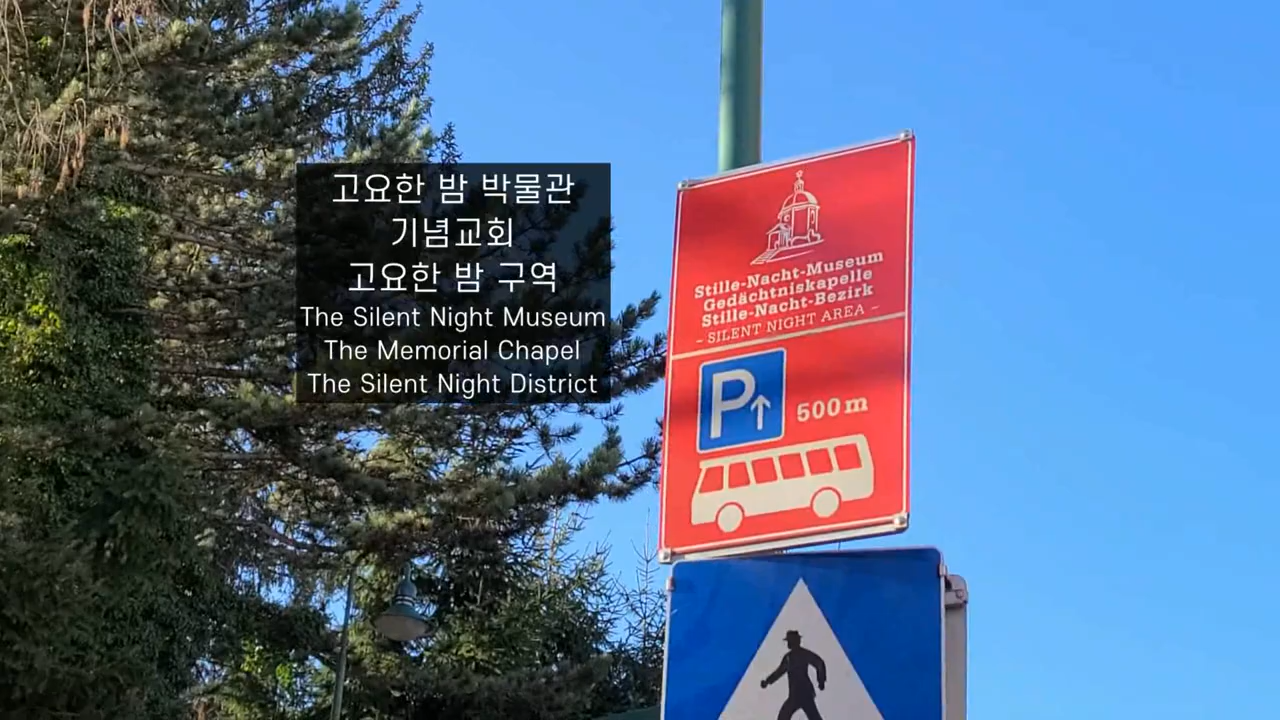 고요한 밤 박물관
기념교회
고요한 밤 구역
The Silent Night Museum
The Memorial Chapel
The Silent Night District
Stille-Nacht-Museum
Gedächtniskapelle
Stille-Nacht-Bezirk
– SILENT NIGHT AREA –
P↑
500 m